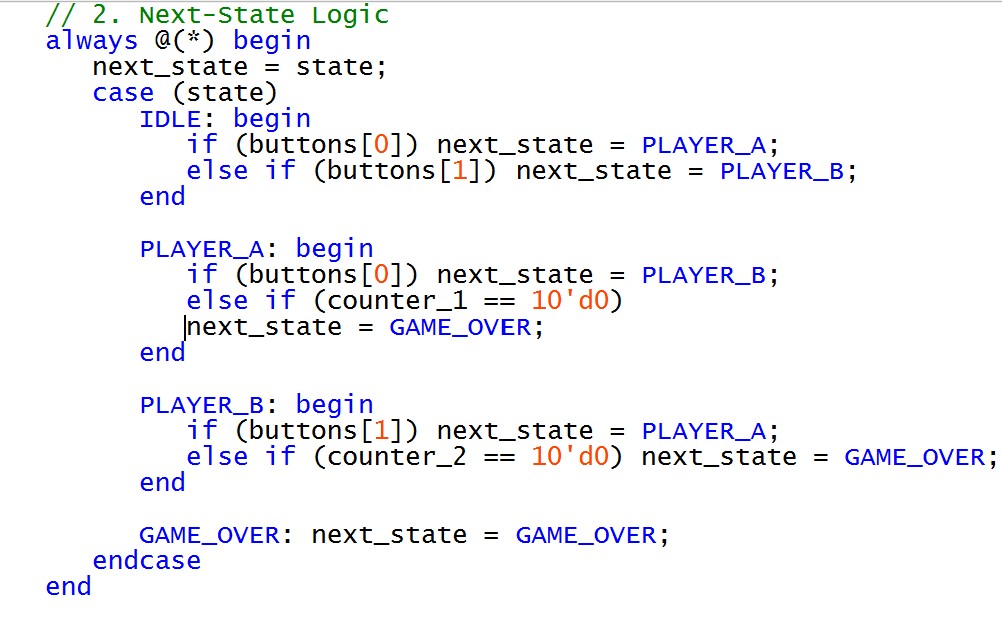 // 2. Next-State Logic
always @(*) begin
next_state = state;
case (state)
IDLE: begin
if (buttons[0]) next_state = PLAYER_A;
else if (buttons[1]) next_state = PLAYER_B;
end
PLAYER_A: begin
if (buttons[0]) next_state = PLAYER_B;
else if (counter_1 == 10'd0)
next_state = GAME_OVER;
end
PLAYER_B: begin
if (buttons[1]) next_state = PLAYER_A;
else if (counter_2 == 10'd0) next_state = GAME_OVER;
end
GAME_OVER: next_state = GAME_OVER;
endcase
end